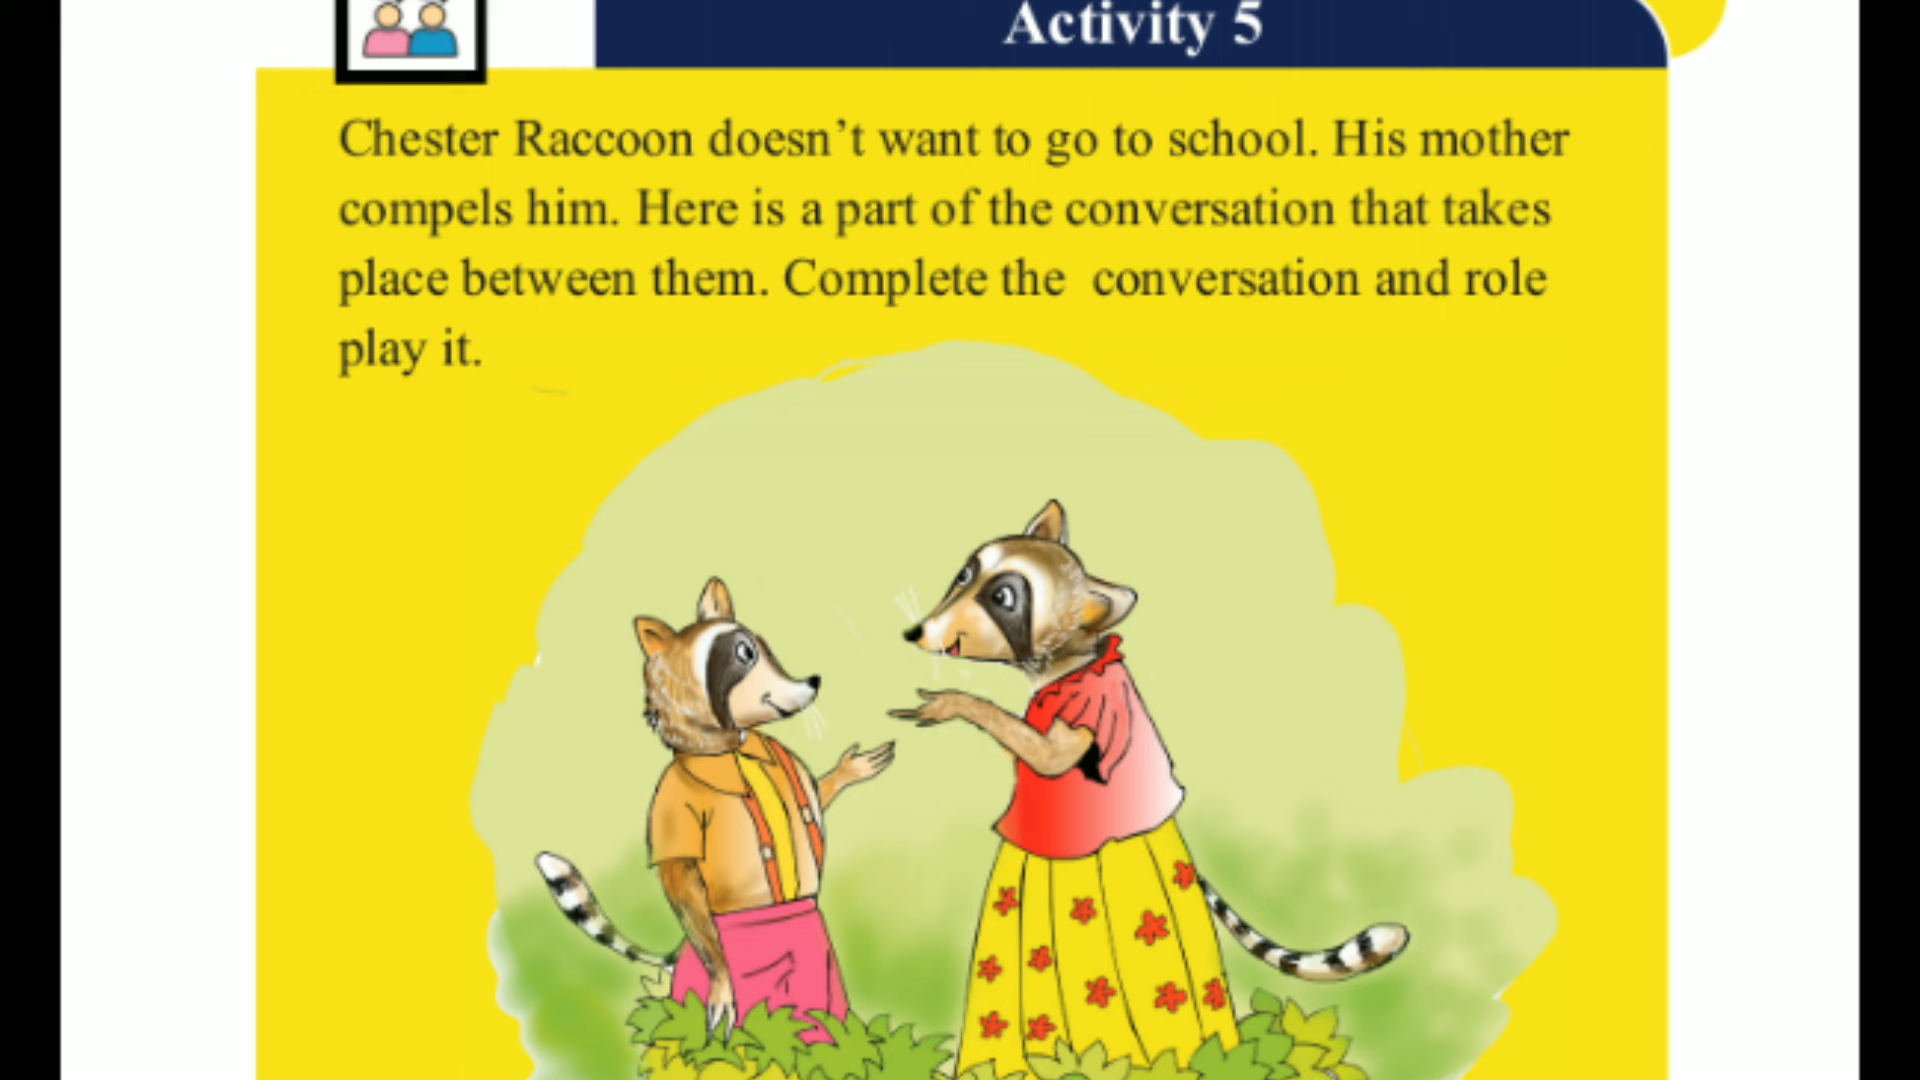 Activity 5
Chester Raccoon doesn’t want to go to school. His mother
compels him. Here is a part of the conversation that takes
place between them. Complete the conversation and role
play it.